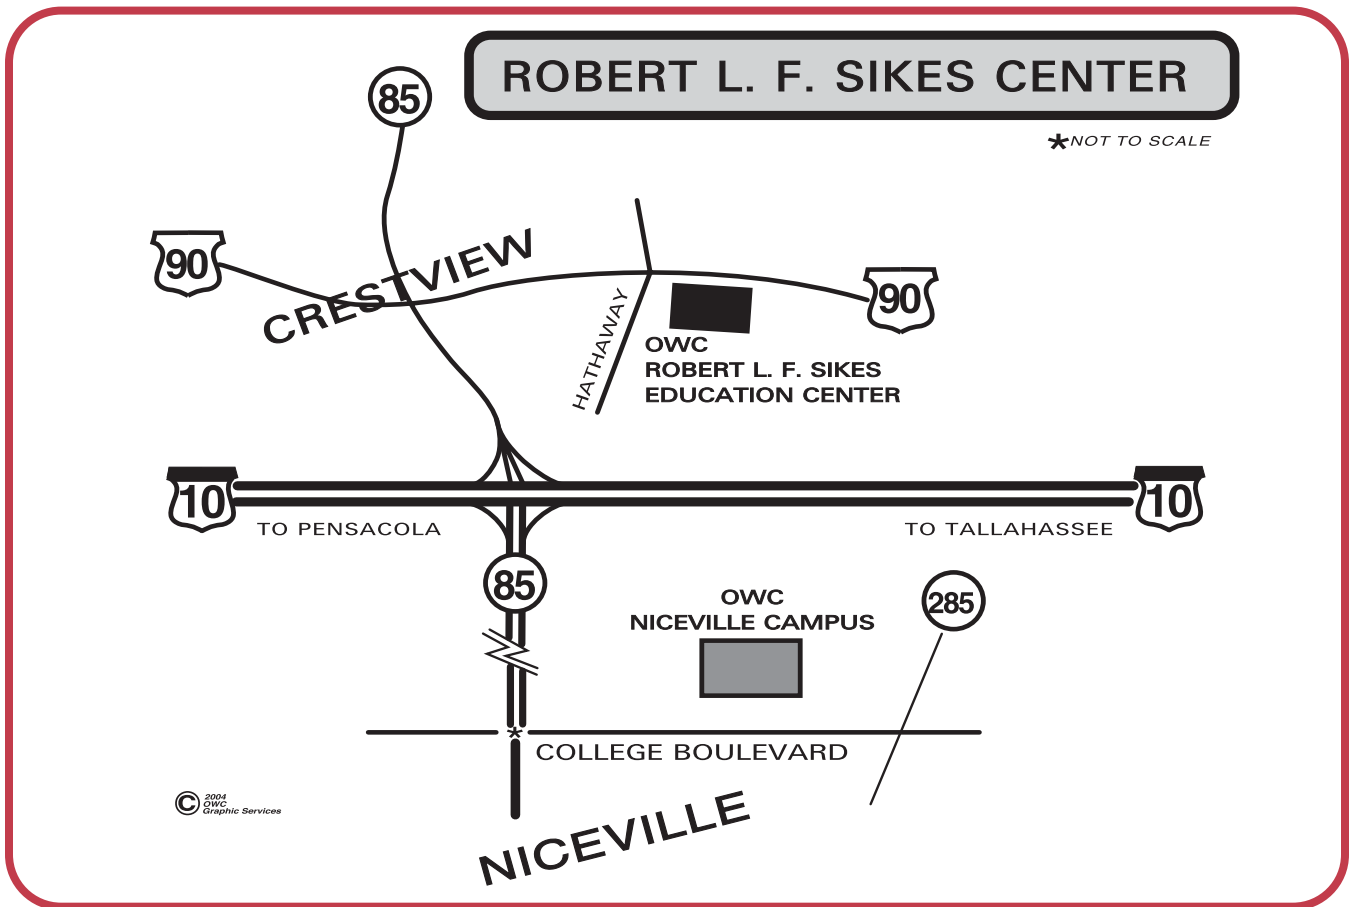 ROBERT L. F. SIKES CENTER
*NOT TO SCALE
85
90
CRESTVIEW
90
HATHAWAY
OWC
ROBERT L. F. SIKES
EDUCATION CENTER
10
10
TO PENSACOLA
TO TALLAHASSEE
85
OWC
NICEVILLE CAMPUS
285
*
COLLEGE BOULEVARD
© 2004
OWC
Graphic Services
NICEVILLE